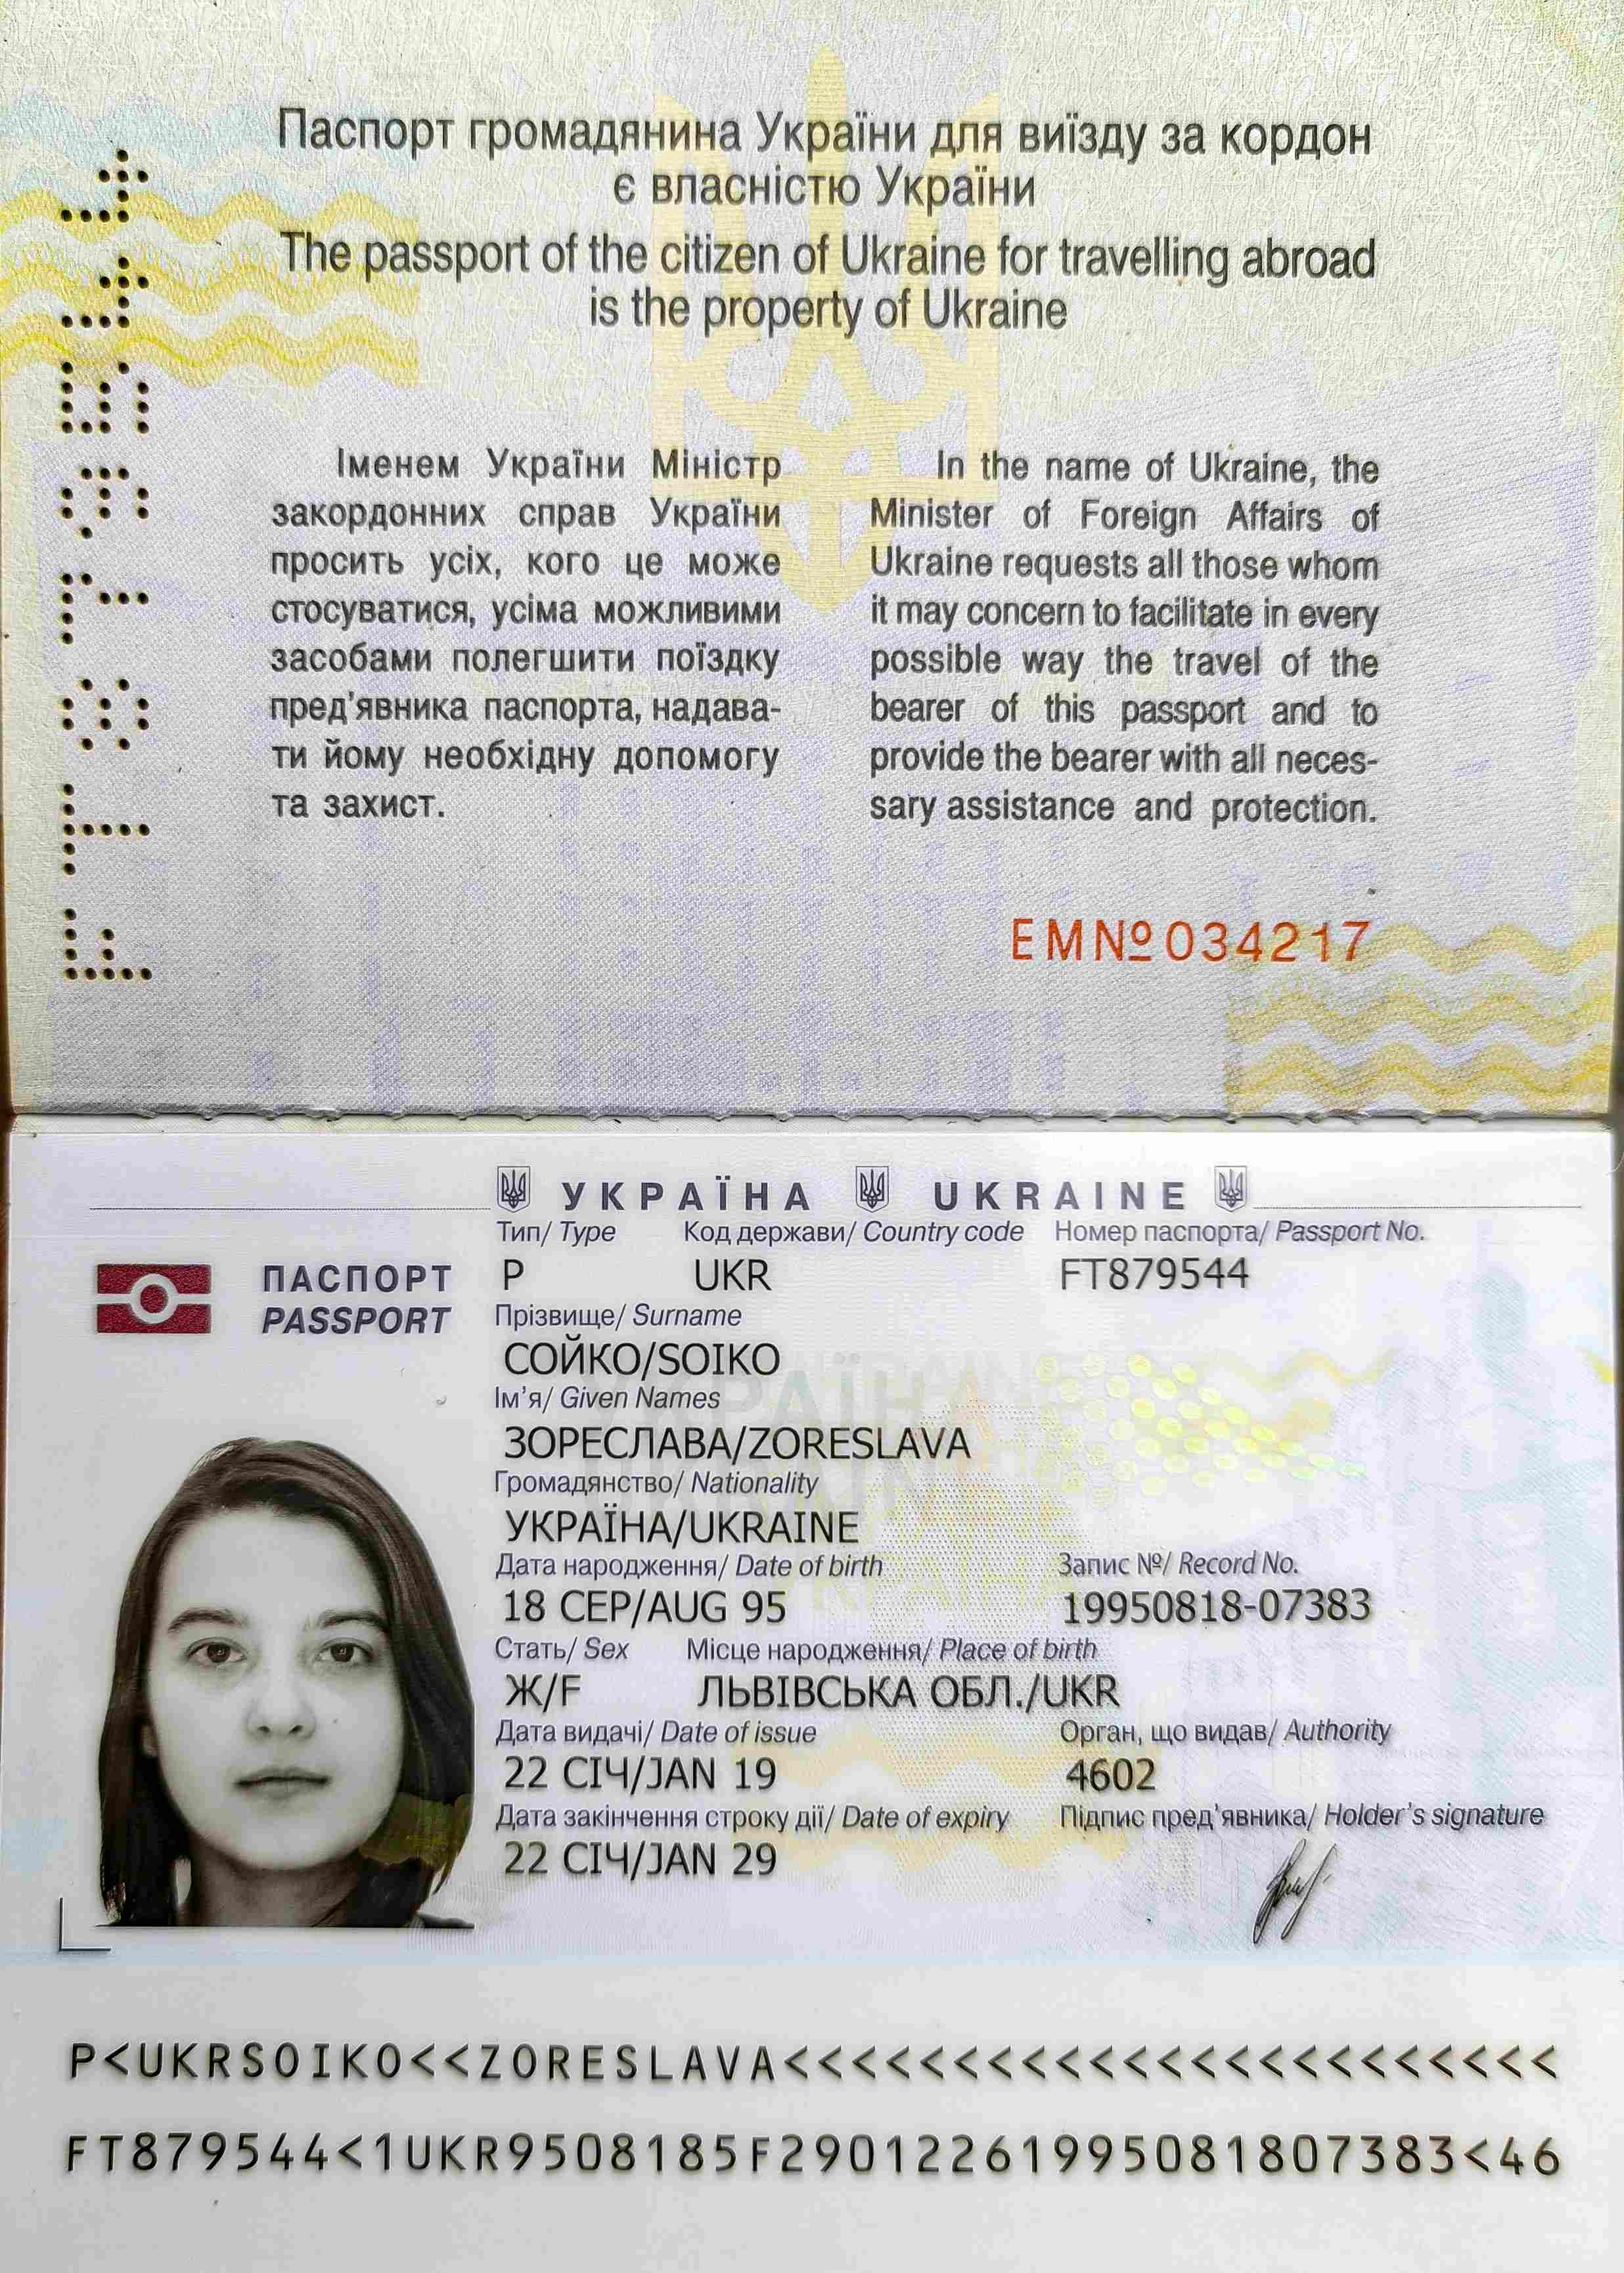 Паспорт громадянина України для виїзду за кордон
є власністю України
The passport of the citizen of Ukraine for travelling abroad
is the property of Ukraine
Іменем України Міністр
закордонних справ України
просить усіх, кого це може
стосуватися, усіма можливими
засобами полегшити поїздку
пред'явника паспорта, надава-
ти йому необхідну допомогу
та захист.
In the name of Ukraine, the
Minister of Foreign Affairs of
Ukraine requests all those whom
it may concern to facilitate in every
possible way the travel of the
bearer of this passport and to
provide the bearer with all neces-
sary assistance and protection.
EM№034217
FT879544
УКРАЇНА UKRAINE
Тип/ Type Код держави/ Country code Номер паспорта/ Passport No.
ПАСПОРТ P UKR FT879544
PASSPORT Прізвище/ Surname
СОЙКО/SOIKO
Ім'я/ Given Names
ЗОРЕСЛАВА/ZORESLAVA
Громадянство/ Nationality
УКРАЇНА/UKRAINE
Дата народження/ Date of birth Запис №/ Record No.
18 СЕР/AUG 95 19950818-07383
Стать/ Sex Місце народження/ Place of birth
Ж/F ЛЬВІВСЬКА ОБЛ./UKR
Дата видачі/ Date of issue Орган, що видав/ Authority
22 СІЧ/JAN 19 4602
Дата закінчення строку дії/ Date of expiry Підпис пред'явника/ Holder's signature
22 СІЧ/JAN 29
P<UKRSOIKO<<ZORESLAVA<<<<<<<<<<<<<<<<<<<<<<<
FT879544<1UKR9508185F2901226199508180​7383<46